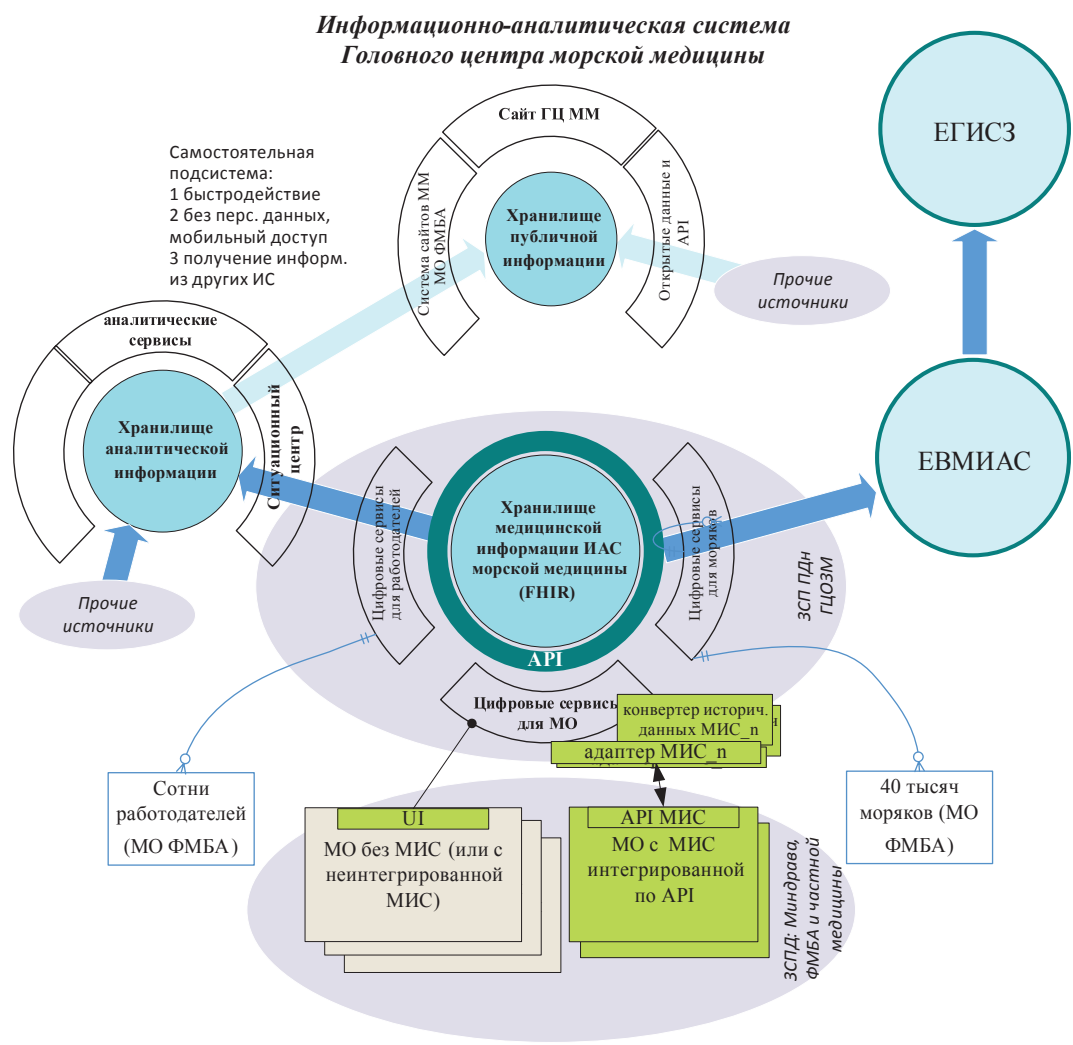 Информационно-аналитическая система
Головного центра морской медицины
Самостоятельная
подсистема:
1 быстродействие
2 без перс. данных,
мобильный доступ
3 получение информ.
из других ИС
Сайт ГЦ ММ
Система сайтов ММ
МО ФМБА
Хранилище
публичной
информации
Открытые данные и
API
Прочие
источники
ЕГИСЗ
ЕВМИАС
аналитические
сервисы
Хранилище
аналитической
информации
Ситуационный
центр
Прочие
источники
Цифровые сервисы
для работодателей
Хранилище
медицинской
информации ИАС
морской медицины
(FHIR)
API
Цифровые сервисы
для моряков
ЗСП ПДн
ГЦОЗМ
Цифровые сервисы
для МО
конвертер историч.
данных МИС_n
адаптер МИС_n
Сотни
работодателей
(МО ФМБА)
UI
МО без МИС (или с
неинтегрированной
МИС)
API МИС
МО с МИС
интегрированной
по API
40 тысяч
моряков (МО
ФМБА)
ЗСПД: Миндрава,
ФМБА и частной
медицины